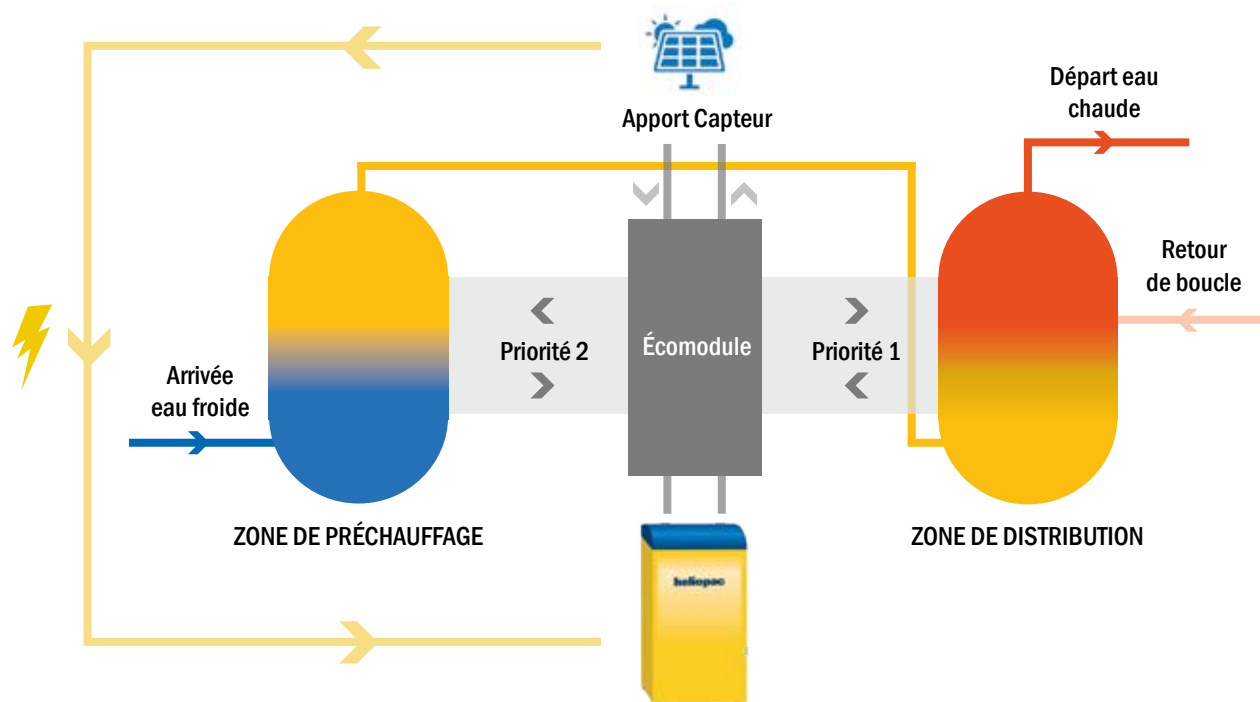 Apport Capteur
Départ eau
chaude
Retour
de boucle
Priorité 2
Écomodule
Priorité 1
Arrivée
eau froide
ZONE DE PRÉCHAUFFAGE
ZONE DE DISTRIBUTION
heliopac